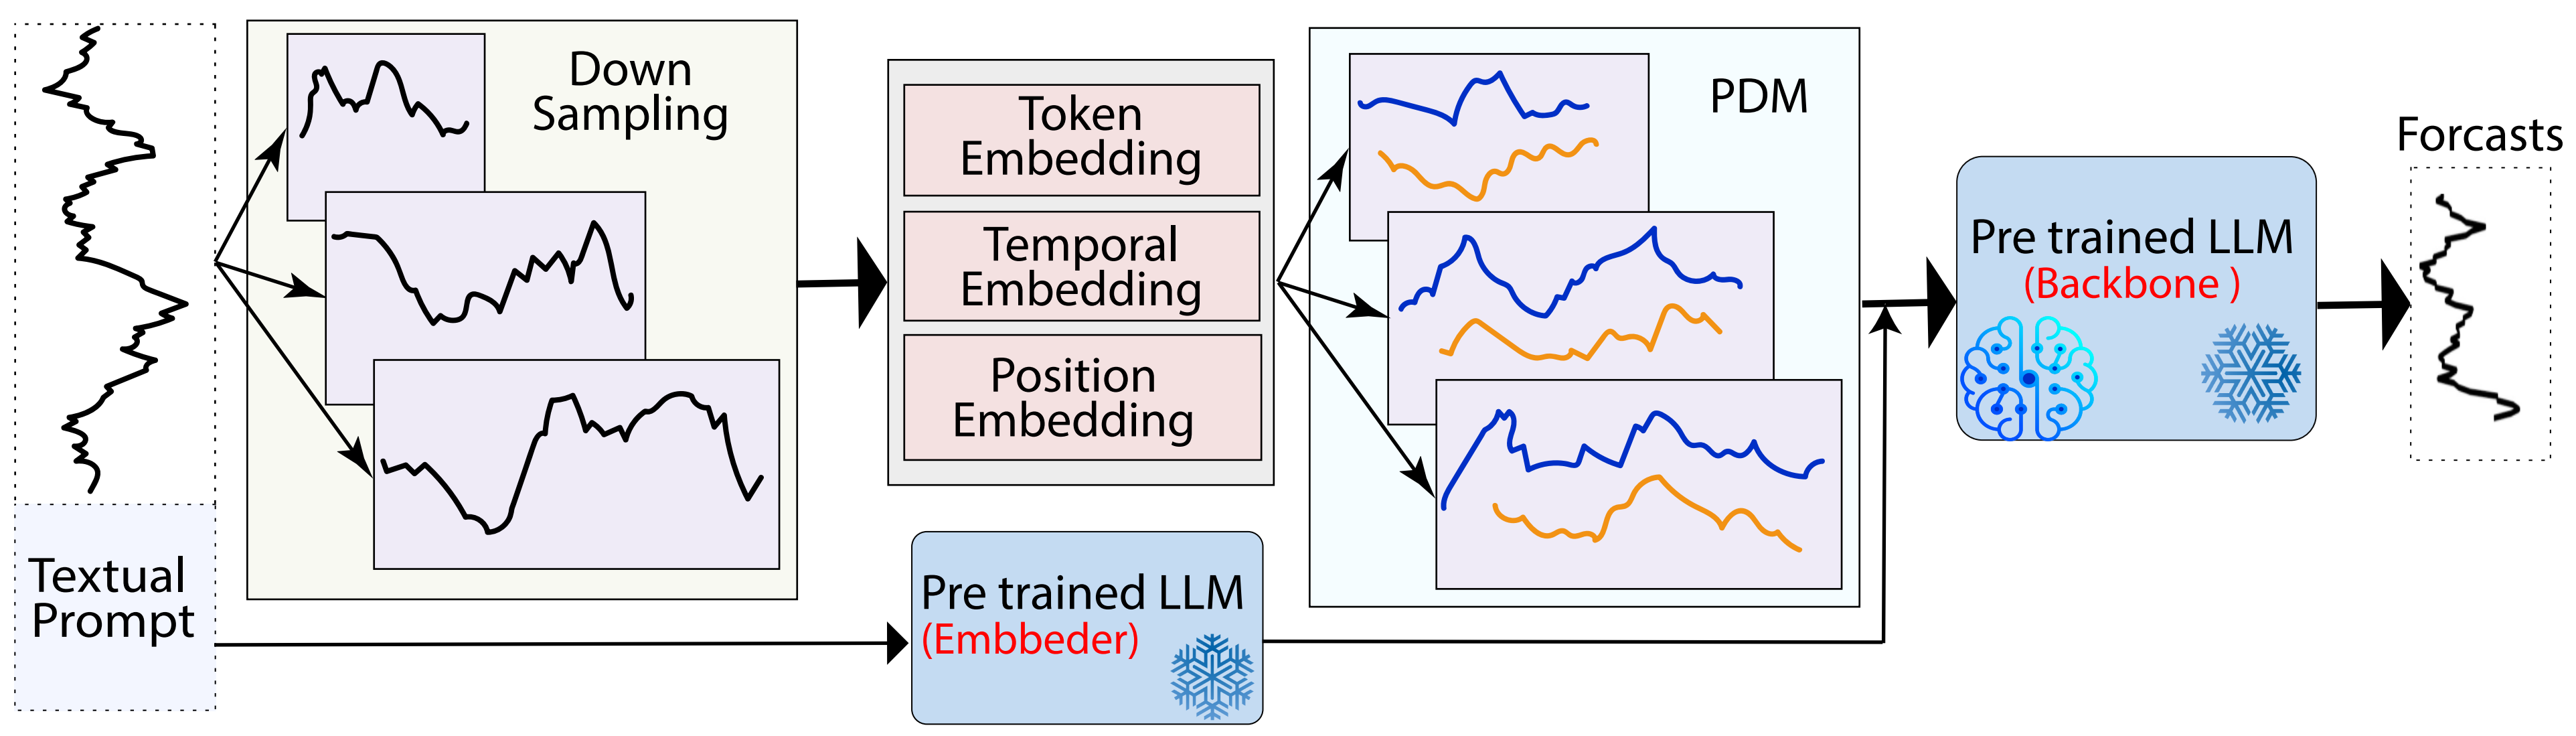 Down
Sampling
Token
Embedding
Temporal
Embedding
Position
Embedding
PDM
Pre trained LLM
(Backbone )
Forcasts
Textual
Prompt
Pre trained LLM
(Embbeder)